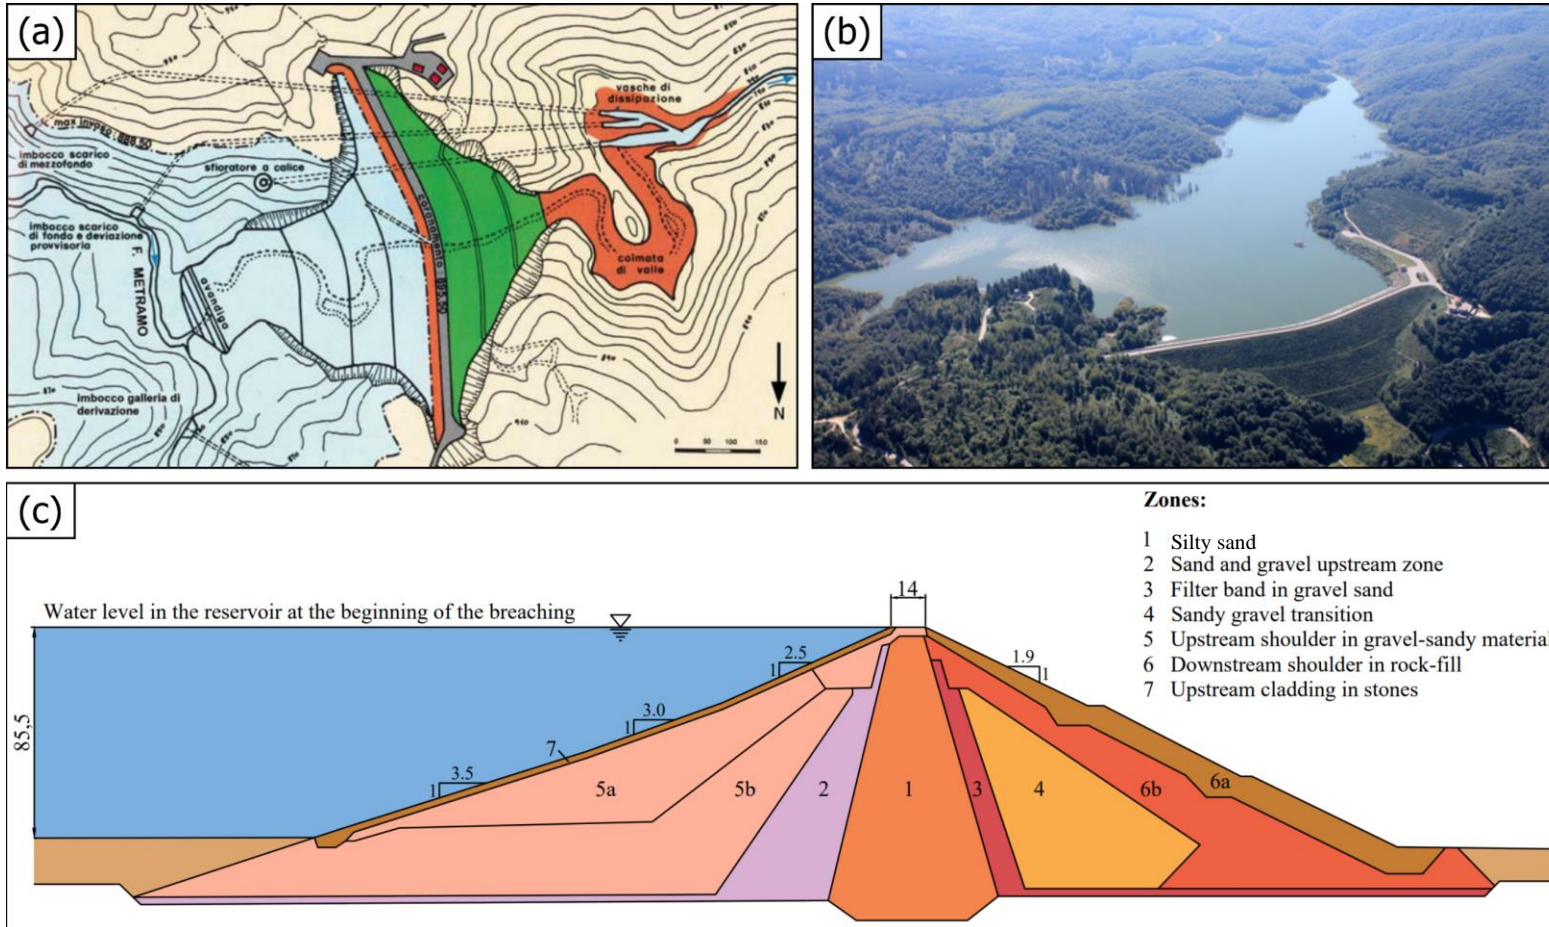 (a)
vasche di
dissipazione
max invaso : 888.50
imbocco scarico
di mezzofondo
sfioratore a calice
imbocco scarico
di fondo e deviazione
provvisoria
F. METRAMO
avandiga
coronamento 895.50
colmata
di valle
imbocco galleria di
derivazione
N
0 50 100 150
(b)
(c)
Water level in the reservoir at the beginning of the breaching
14
85,5
1 3.5
1 3.0
1 2.5
1.9 1
7
5a
5b
2
1
3
4
6b
6a
Zones:
1 Silty sand
2 Sand and gravel upstream zone
3 Filter band in gravel sand
4 Sandy gravel transition
5 Upstream shoulder in gravel-sandy material
6 Downstream shoulder in rock-fill
7 Upstream cladding in stones